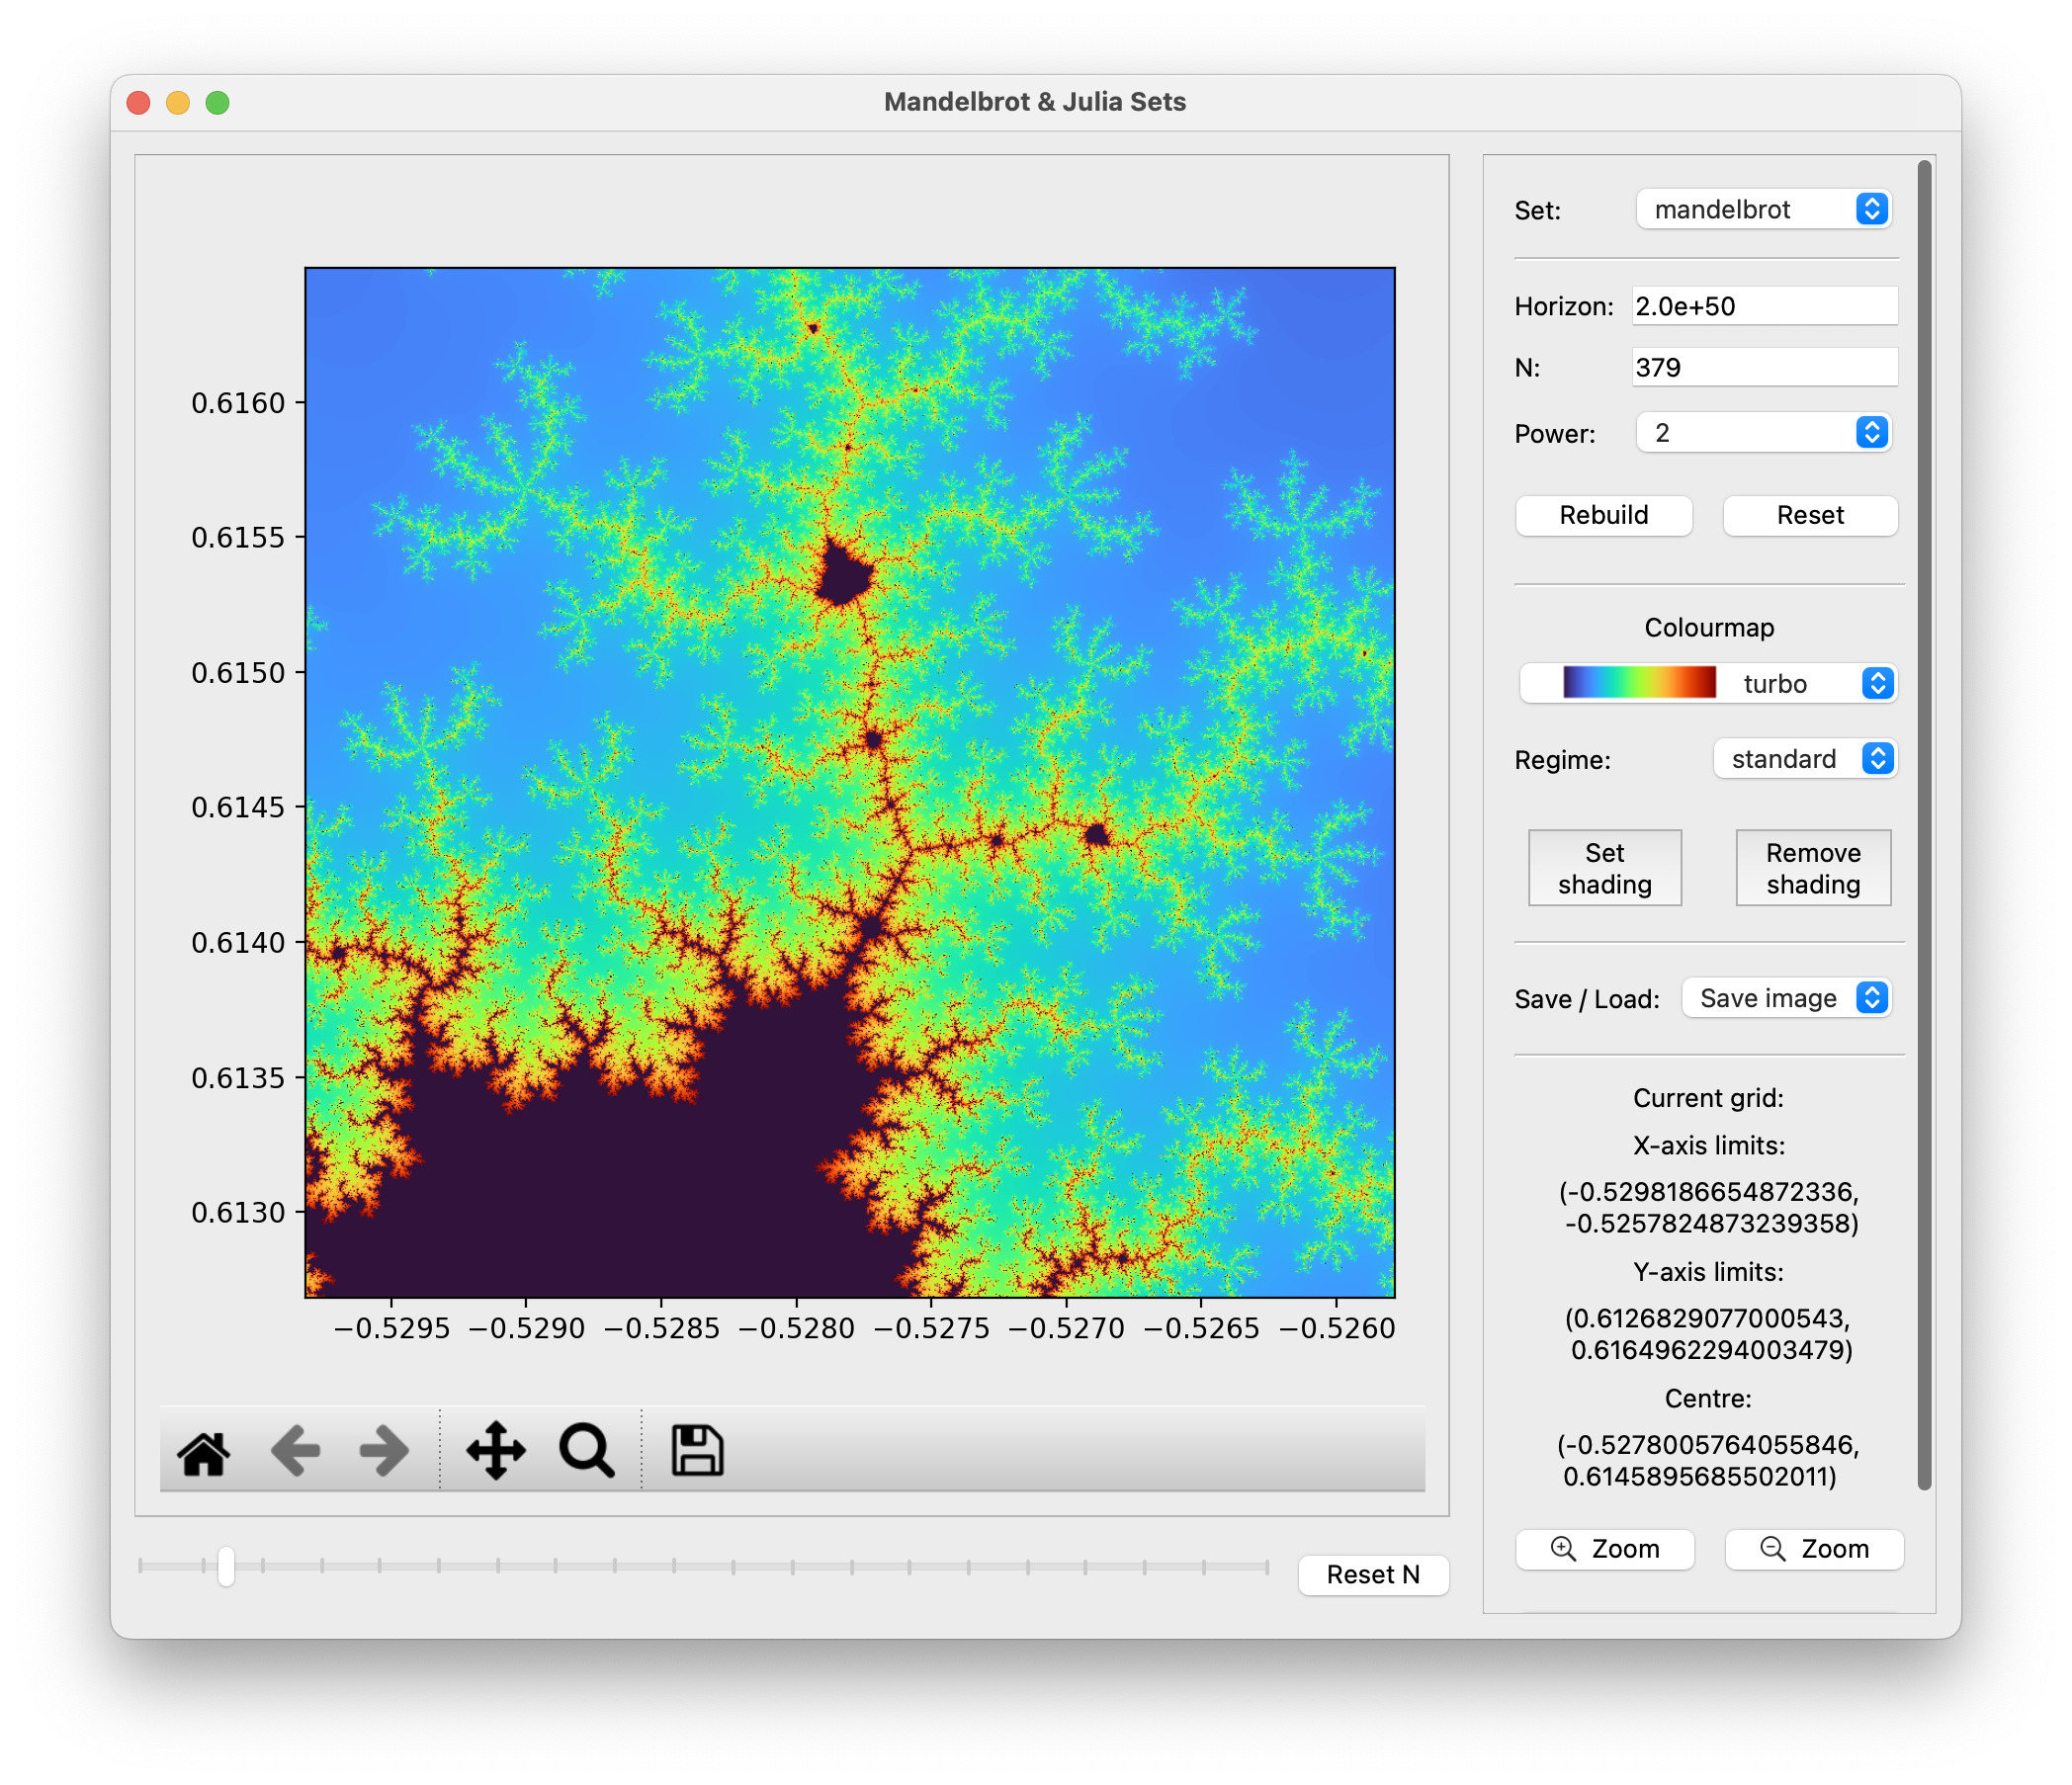 Mandelbrot & Julia Sets
0.6160
0.6155
0.6150
0.6145
0.6140
0.6135
0.6130
−0.5295 −0.5290 −0.5285 −0.5280 −0.5275 −0.5270 −0.5265 −0.5260
Reset N
Set: mandelbrot
Horizon: 2.0e+50
N: 379
Power: 2
Rebuild Reset
Colourmap
turbo
Regime: standard
Set Remove
shading shading
Save / Load: Save image
Current grid:
X-axis limits:
(-0.5298186654872336,
-0.5257824873239358)
Y-axis limits:
(0.6126829077000543,
0.6164962294003479)
Centre:
(-0.5278005764055846,
0.6145895685502011)
Zoom Zoom